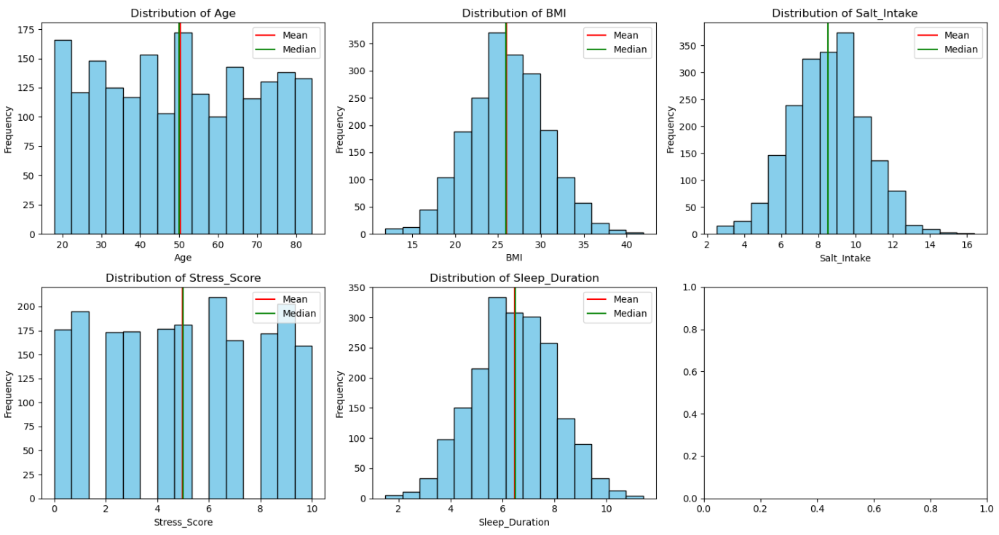 Distribution of Age
Mean
Median
Frequency
175
150
125
100
75
50
25
0
20 30 40 50 60 70 80
Age
Distribution of BMI
Mean
Median
Frequency
350
300
250
200
150
100
50
0
15 20 25 30 35 40
BMI
Distribution of Salt_Intake
Mean
Median
Frequency
350
300
250
200
150
100
50
0
2 4 6 8 10 12 14 16
Salt_Intake
Distribution of Stress_Score
Mean
Median
Frequency
200
175
150
125
100
75
50
25
0
0 2 4 6 8 10
Stress_Score
Distribution of Sleep_Duration
Mean
Median
Frequency
350
300
250
200
150
100
50
0
2 4 6 8 10
Sleep_Duration
1.0
0.8
0.6
0.4
0.2
0.0
0.0 0.2 0.4 0.6 0.8 1.0